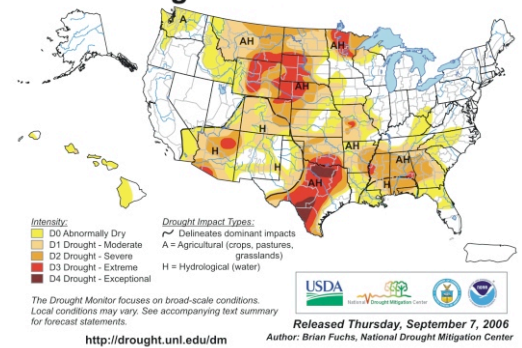 A
AH
AH
AH
H
H
H
AH
AH
AH
H
Intensity:
D0 Abnormally Dry
D1 Drought - Moderate
D2 Drought - Severe
D3 Drought - Extreme
D4 Drought - Exceptional
Drought Impact Types:
Delineates dominant impacts
A = Agricultural (crops, pastures,
grasslands)
H = Hydrological (water)
The Drought Monitor focuses on broad-scale conditions.
Local conditions may vary. See accompanying text summary
for forecast statements.
http://drought.unl.edu/dm
USDA
National Drought Mitigation Center
Released Thursday, September 7, 2006
Author: Brian Fuchs, National Drought Mitigation Center